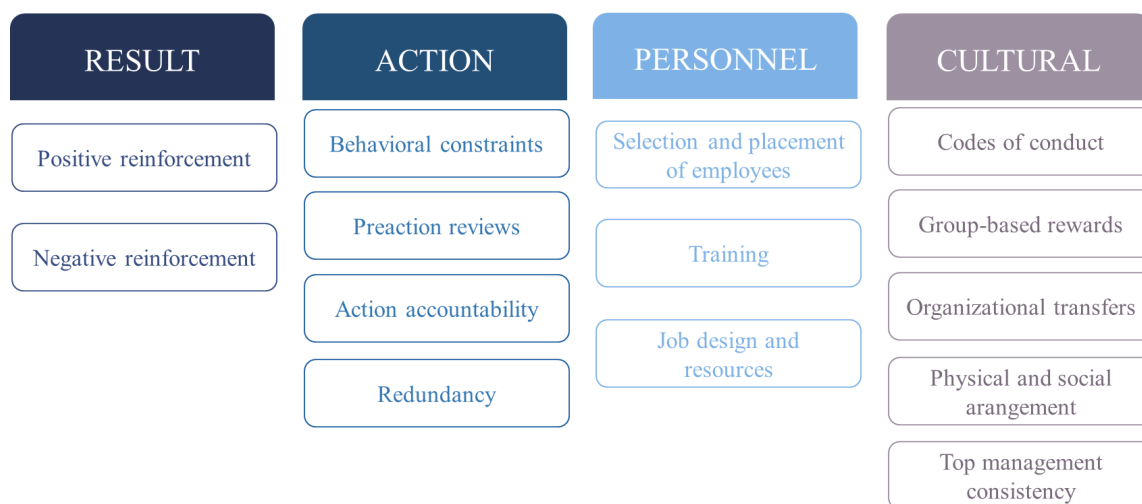 RESULT
Positive reinforcement
Negative reinforcement
ACTION
Behavioral constraints
Preaction reviews
Action accountability
Redundancy
PERSONNEL
Selection and placement
of employees
Training
Job design and
resources
CULTURAL
Codes of conduct
Group-based rewards
Organizational transfers
Physical and social
arangement
Top management
consistency